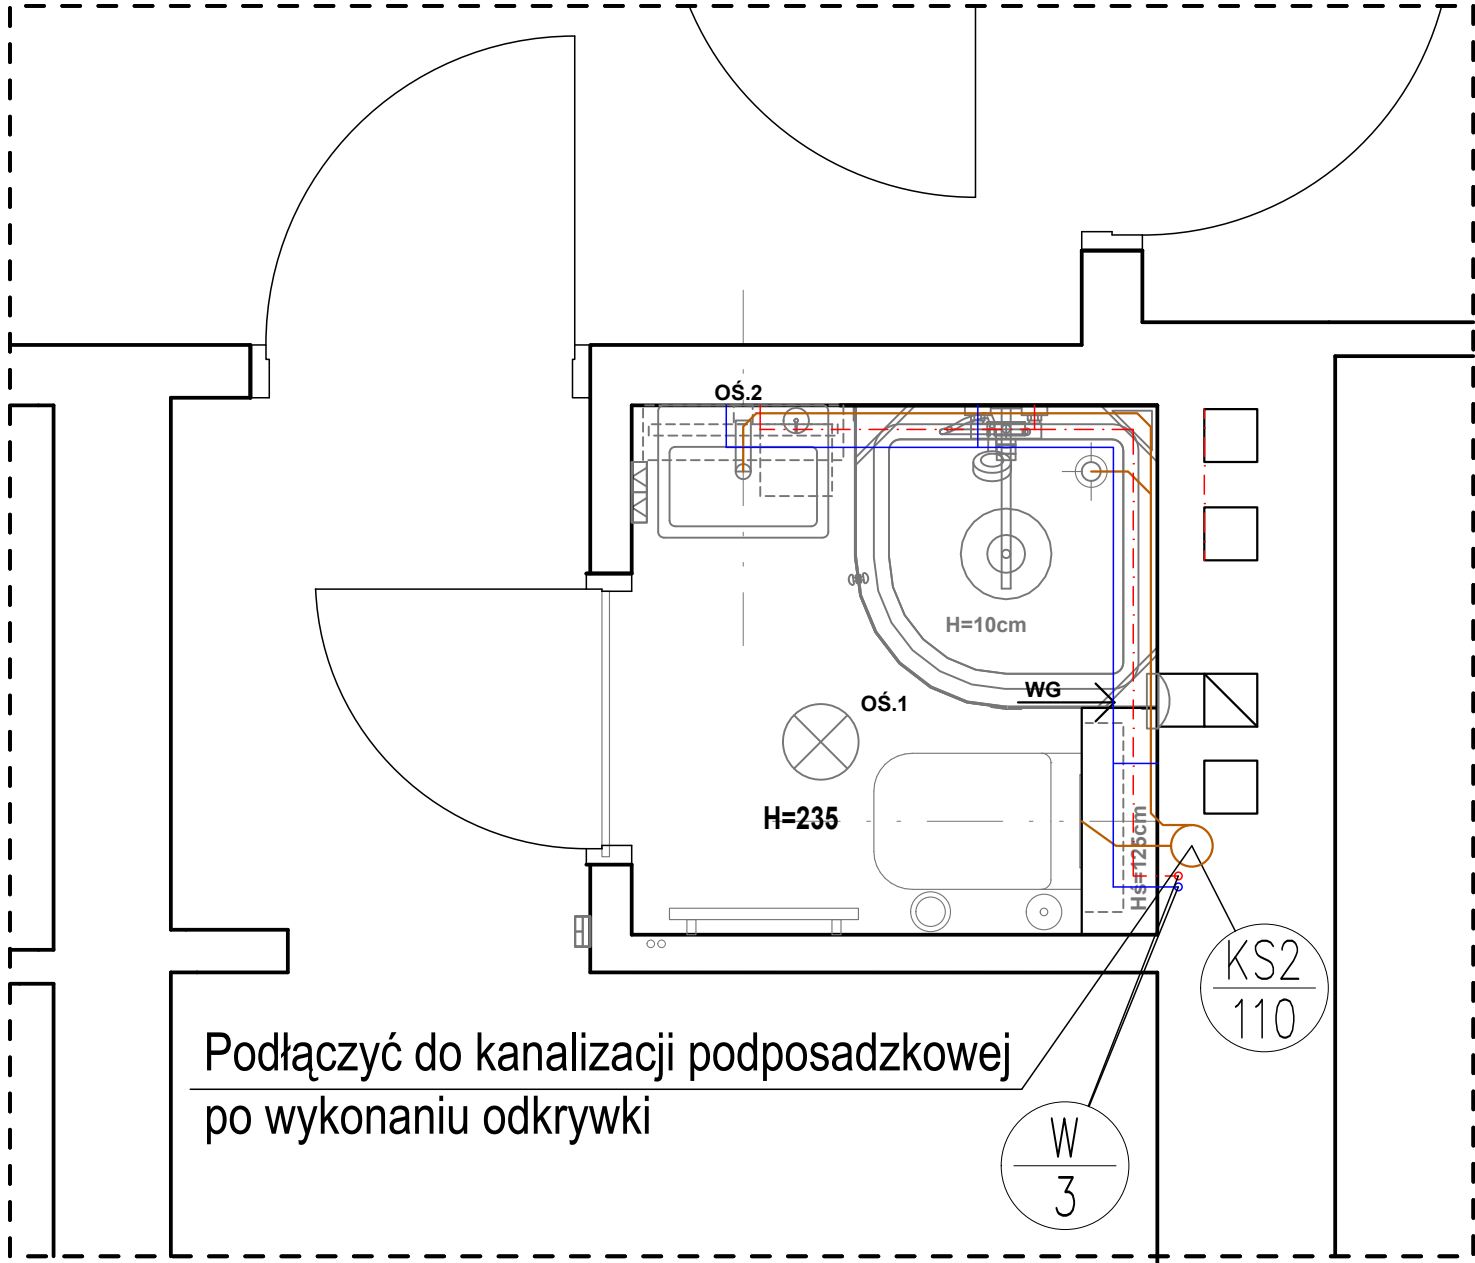 OŚ.2
H=10cm
WG
OŚ.1
H=235
Hs=125cm
KS2
110
Podłączyć do kanalizacji podposadzkowej
po wykonaniu odkrywki
W
3